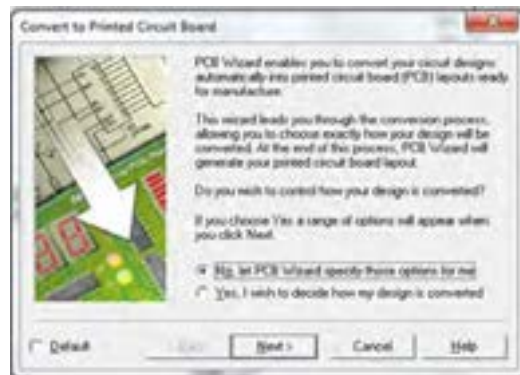 Convert to Printed Circuit Board
PCB Wizard enables you to convert your circuit designs
automatically into printed circuit board (PCB) layouts ready
for manufacture.
This wizard leads you through the conversion process,
allowing you to choose exactly how your design will be
converted. At the end of this process, PCB Wizard will
generate your printed circuit board layout.
Do you wish to control how your design is converted?
If you choose Yes a range of options will appear when
you click Next.
No, let PCB Wizard specify those options for me
Yes, I wish to decide how my design is converted
Default
Next >
Cancel
Help